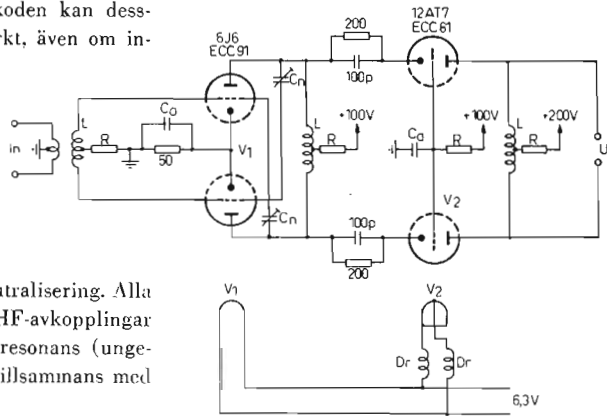 koden kan dess-
rkt, även om in-
utralisering. Alla
HF-avkopplingar
resonans (unge-
illsammans med
6J6
ECC91
200
100p
12AT7
ECC81
Cn
in
L
R
Co
50
V1
Cn
L
+100V
R
Ca
+100V
R
L
+200V
R
U
V2
100p
200
V1
V2
Dr
Dr
6,3V